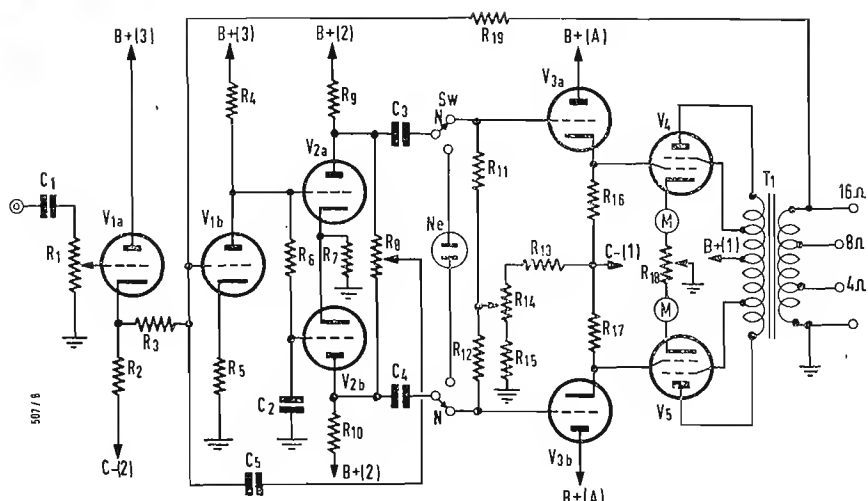 R19
B+(3)
B+(3)
B+(2)
B+(A)
R4
R9
C3
Sw
N
V3a
V4
C1
V1a
V1b
V2a
R11
R16
T1
16Ω
R1
R6
R7
R8
Ne
R13
M
8Ω
R3
R14
C-(1)
B+(1)
R18
4Ω
R2
R5
C2
V2b
R12
R15
R17
M
C4
N
V5
R10
V3b
C-(2)
C5
B+(2)
B+(A)
507/B